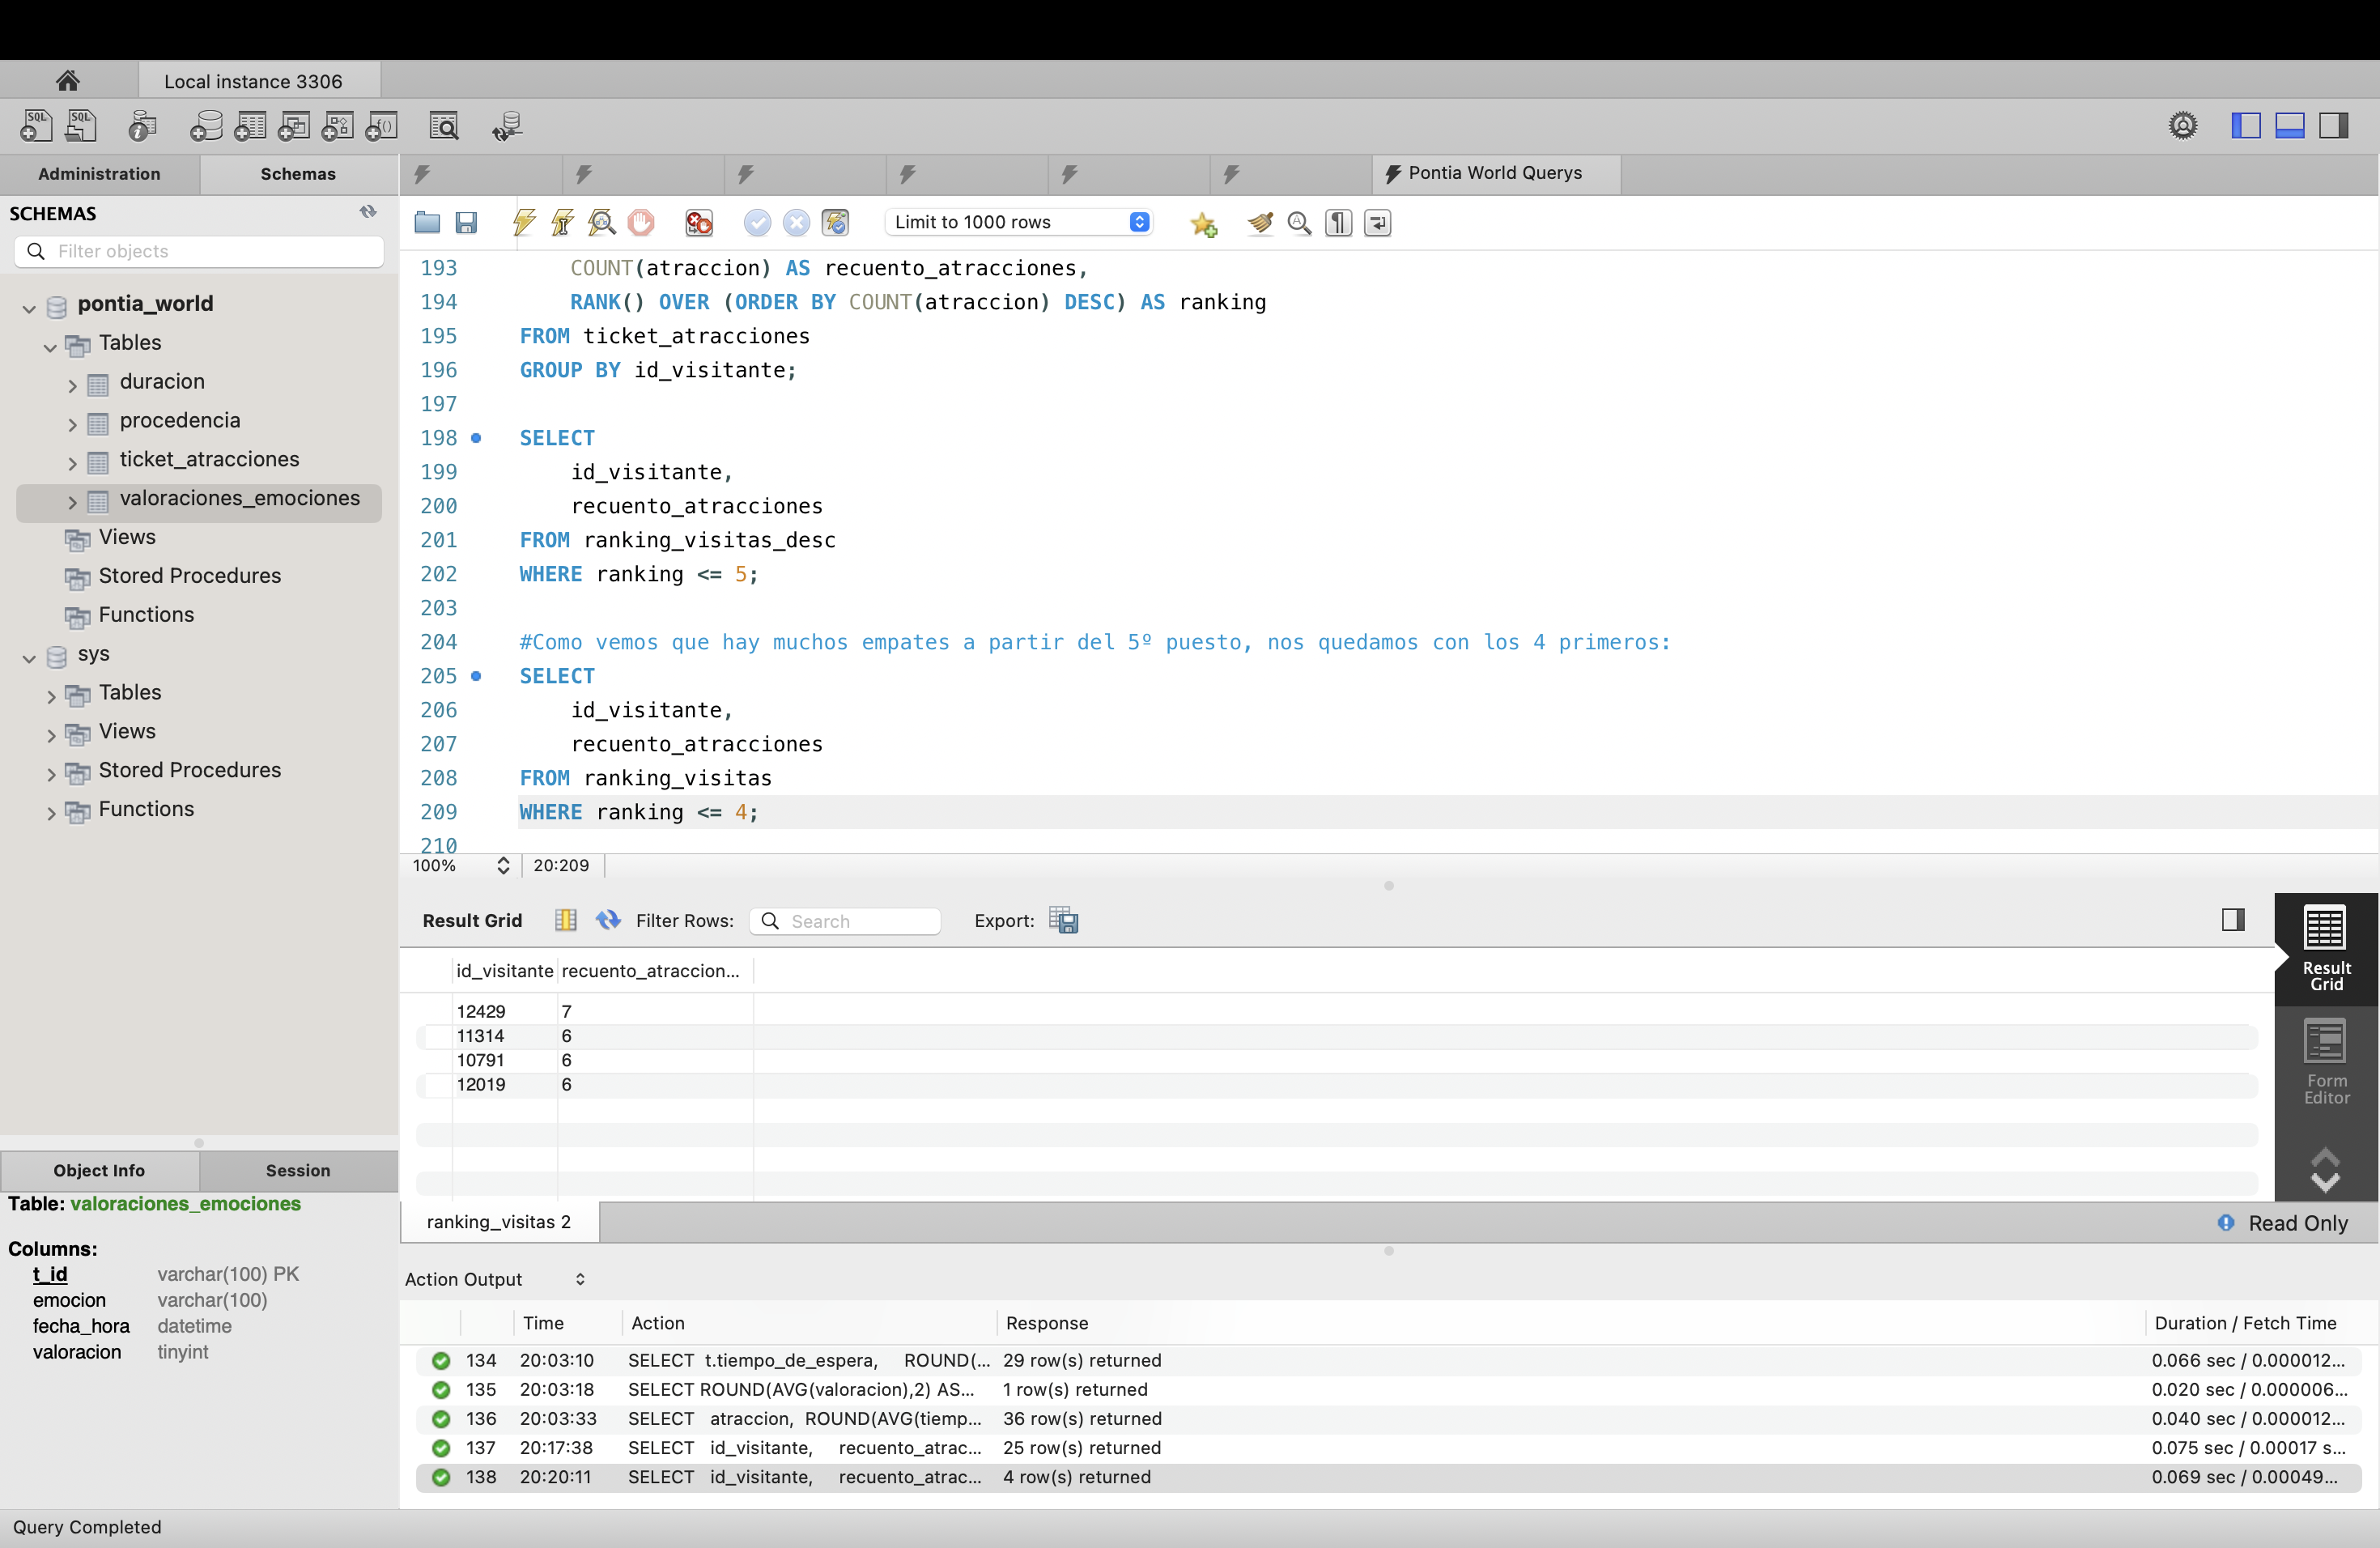 Local instance 3306
SQL SQL
Administration Schemas
SCHEMAS
Filter objects
pontia_world
Tables
duracion
procedencia
ticket_atracciones
valoraciones_emociones
Views
Stored Procedures
Functions
sys
Tables
Views
Stored Procedures
Functions
Object Info Session
Table: valoraciones_emociones
Columns:
t_id varchar(100) PK
emocion varchar(100)
fecha_hora datetime
valoracion tinyint
Pontia World Querys
Limit to 1000 rows
193 COUNT(atraccion) AS recuento_atracciones,
194 RANK() OVER (ORDER BY COUNT(atraccion) DESC) AS ranking
195 FROM ticket_atracciones
196 GROUP BY id_visitante;
197
198 SELECT
199 id_visitante,
200 recuento_atracciones
201 FROM ranking_visitas_desc
202 WHERE ranking <= 5;
203
204 #Como vemos que hay muchos empates a partir del 5º puesto, nos quedamos con los 4 primeros:
205 SELECT
206 id_visitante,
207 recuento_atracciones
208 FROM ranking_visitas
209 WHERE ranking <= 4;
210
100% 20:209
Result Grid Filter Rows: Search Export:
id_visitante recuento_atraccion...
12429 7
11314 6
10791 6
12019 6
Result
Grid
Form
Editor
ranking_visitas 2 Read Only
Action Output
Time Action Response Duration / Fetch Time
134 20:03:10 SELECT t.tiempo_de_espera, ROUND(... 29 row(s) returned 0.066 sec / 0.000012...
135 20:03:18 SELECT ROUND(AVG(valoracion),2) AS... 1 row(s) returned 0.020 sec / 0.000006...
136 20:03:33 SELECT atraccion, ROUND(AVG(tiemp... 36 row(s) returned 0.040 sec / 0.000012...
137 20:17:38 SELECT id_visitante, recuento_atrac... 25 row(s) returned 0.075 sec / 0.00017 s...
138 20:20:11 SELECT id_visitante, recuento_atrac... 4 row(s) returned 0.069 sec / 0.00049...
Query Completed